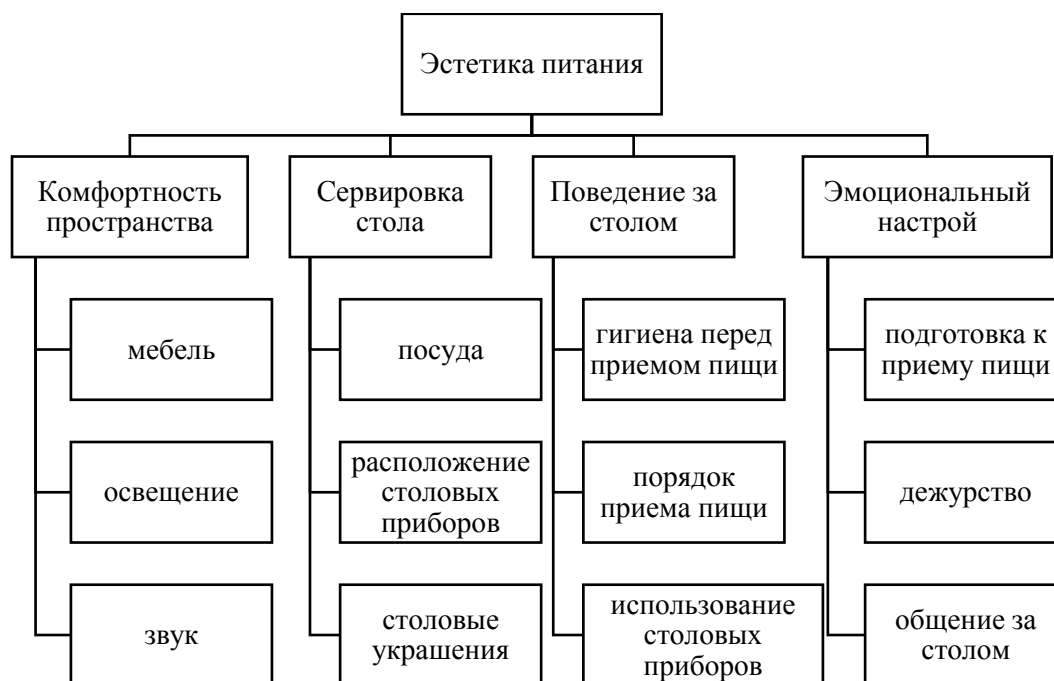 Эстетика питания
Комфортность
пространства
Сервировка
стола
Поведение за
столом
Эмоциональный
настрой
мебель
посуда
гигиена перед
приемом пищи
подготовка к
приему пищи
освещение
расположение
столовых
приборов
порядок
приема пищи
дежурство
звук
столовые
украшения
использование
столовых
приборов
общение за
столом